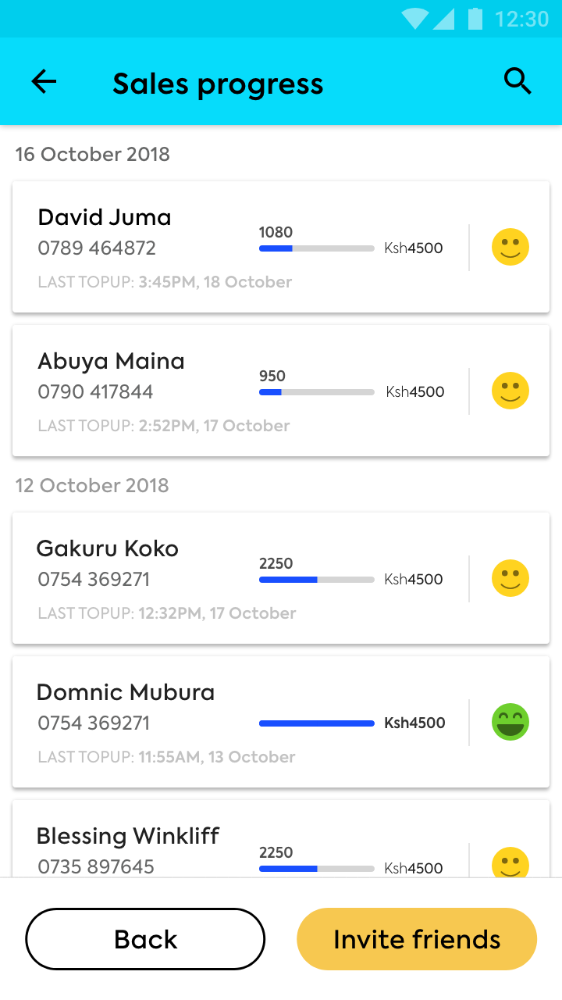 12:30
Sales progress
16 October 2018
David Juma
0789 464872
1080
Ksh4500
LAST TOPUP: 3:45PM, 18 October
Abuya Maina
0790 417844
950
Ksh4500
LAST TOPUP: 2:52PM, 17 October
12 October 2018
Gakuru Koko
0754 369271
2250
Ksh4500
LAST TOPUP: 12:32PM, 17 October
Domnic Mubura
0754 369271
Ksh4500
LAST TOPUP: 11:55AM, 13 October
Blessing Winkliff
0735 897645
2250
Ksh4500
Back
Invite friends